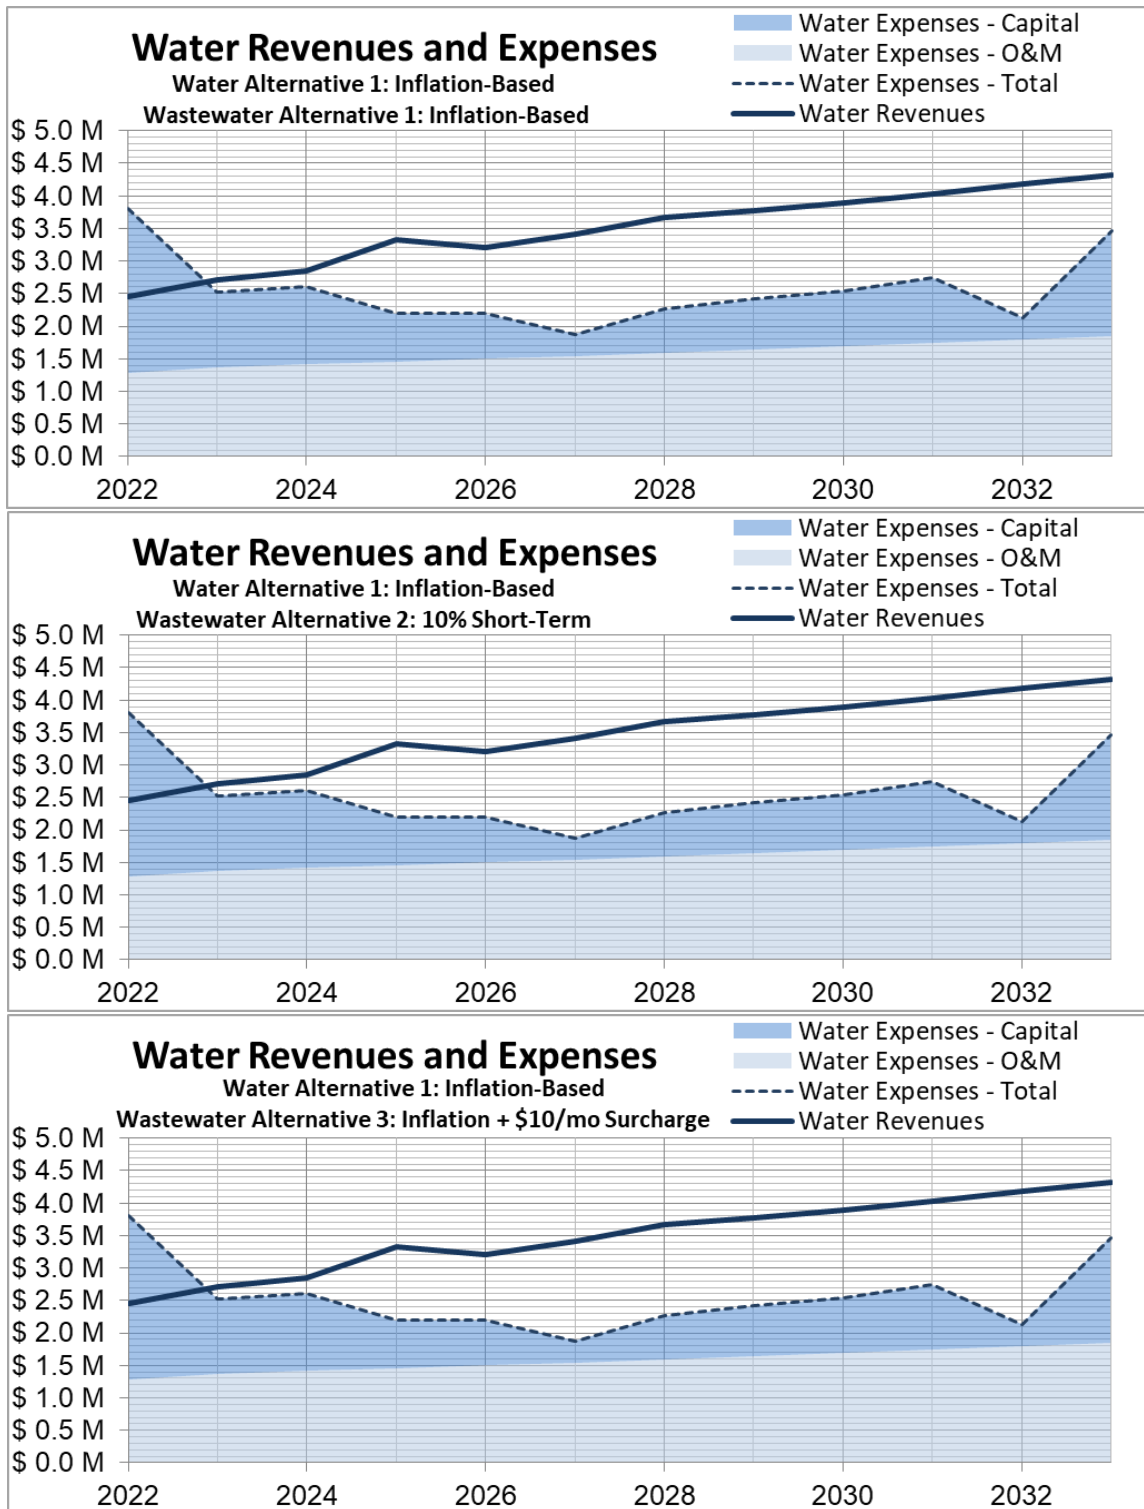 Water Revenues and Expenses
Water Alternative 1: Inflation-Based
Wastewater Alternative 1: Inflation-Based
Water Expenses - Capital
Water Expenses - O&M
Water Expenses - Total
Water Revenues
$ 5.0 M
$ 4.5 M
$ 4.0 M
$ 3.5 M
$ 3.0 M
$ 2.5 M
$ 2.0 M
$ 1.5 M
$ 1.0 M
$ 0.5 M
$ 0.0 M
2022 2024 2026 2028 2030 2032
Water Revenues and Expenses
Water Alternative 1: Inflation-Based
Wastewater Alternative 2: 10% Short-Term
Water Expenses - Capital
Water Expenses - O&M
Water Expenses - Total
Water Revenues
$ 5.0 M
$ 4.5 M
$ 4.0 M
$ 3.5 M
$ 3.0 M
$ 2.5 M
$ 2.0 M
$ 1.5 M
$ 1.0 M
$ 0.5 M
$ 0.0 M
2022 2024 2026 2028 2030 2032
Water Revenues and Expenses
Water Alternative 1: Inflation-Based
Wastewater Alternative 3: Inflation + $10/mo Surcharge
Water Expenses - Capital
Water Expenses - O&M
Water Expenses - Total
Water Revenues
$ 5.0 M
$ 4.5 M
$ 4.0 M
$ 3.5 M
$ 3.0 M
$ 2.5 M
$ 2.0 M
$ 1.5 M
$ 1.0 M
$ 0.5 M
$ 0.0 M
2022 2024 2026 2028 2030 2032